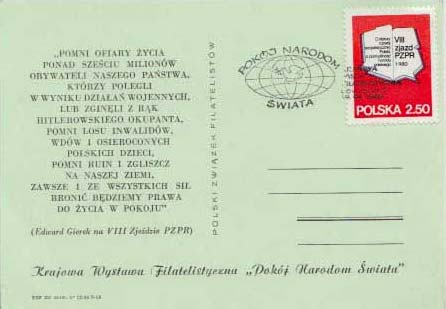 „POMNI OFIARY ŻYCIA
PONAD SZEŚCIU MILIONÓW
OBYWATELI NASZEGO PAŃSTWA,
KTÓRZY POLEGLI
W WYNIKU DZIAŁAŃ WOJENNYCH,
LUB ZGINĘLI Z RĄK
HITLEROWSKIEGO OKUPANTA,
POMNI LOSU INWALIDÓW,
WDÓW I OSIEROCONYCH
POLSKICH DZIECI,
POMNI RUIN I ZGLISZCZ
NA NASZEJ ZIEMI,
ZAWSZE I ZE WSZYSTKICH SIŁ
BRONIĆ BĘDZIEMY PRAWA
DO ŻYCIA W POKOJU”
(Edward Gierek na VIII Zjeździe PZPR)
POLSKI ZWIĄZEK FILATELISTÓW
POKÓJ NARODOM
ŚWIATA
VIII
zjazd
PZPR
1980
POLSKA 2.50
Krajowa Wystawa Filatelistyczna „Pokój Narodom Świata”